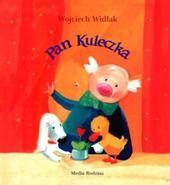 Wojciech Widłak
Pan Kuleczka
Media Rodzina